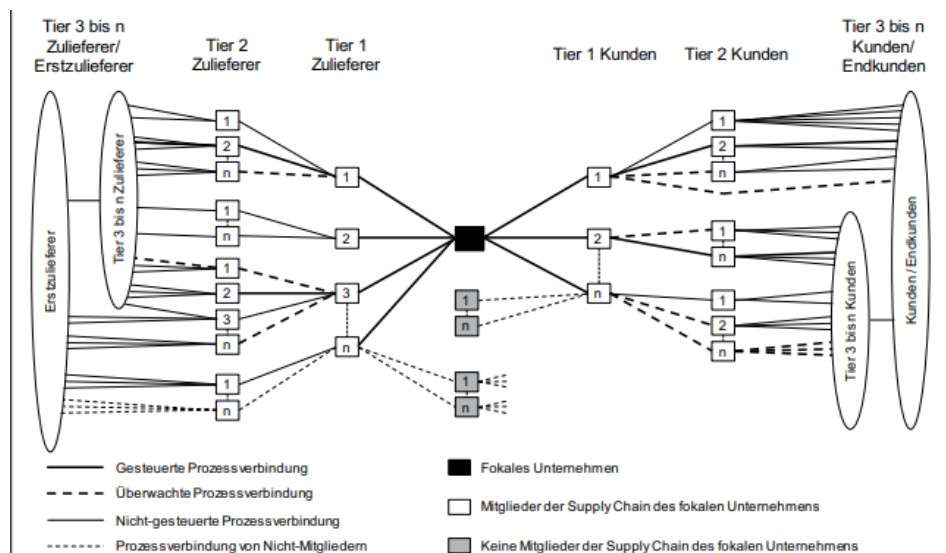 Tier 3 bis n
Zulieferer/
Erstzulieferer
Tier 2
Zulieferer
Tier 1
Zulieferer
Tier 1 Kunden
Tier 2 Kunden
Tier 3 bis n
Kunden/
Endkunden
Erstzulieferer
Tier 3 bis n Zulieferer
1
2
n
1
n
1
2
3
n
1
n
1
2
3
n
1
n
1
n
1
2
n
1
2
n
1
n
1
2
n
Tier 3 bis n Kunden
Kunden/Endkunden
Gesteuerte Prozessverbindung
Überwachte Prozessverbindung
Nicht-gesteuerte Prozessverbindung
Prozessverbindung von Nicht-Mitgliedern
Fokales Unternehmen
Mitglieder der Supply Chain des fokalen Unternehmens
Keine Mitglieder der Supply Chain des fokalen Unternehmens